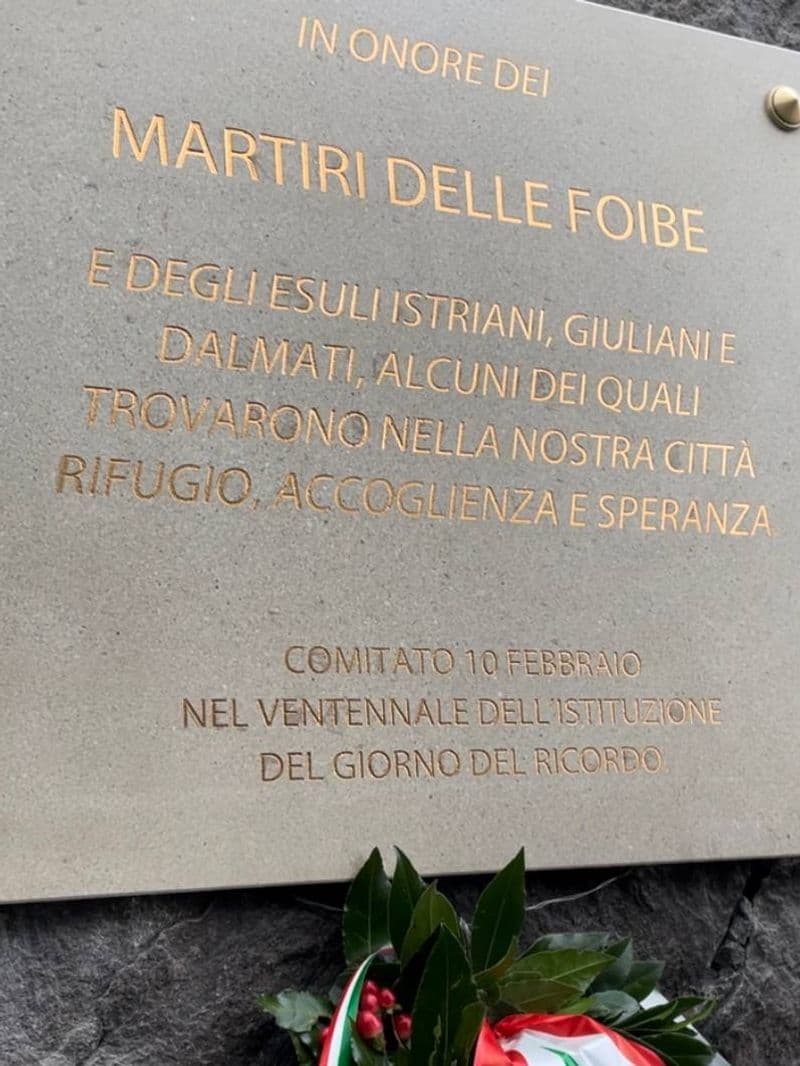 IN ONORE DEI
MARTIRI DELLE FOIBE
E DEGLI ESULI ISTRIANI, GIULIANI E
DALMATI, ALCUNI DEI QUALI
TROVARONO NELLA NOSTRA CITTÀ
RIFUGIO, ACCOGLIENZA E SPERANZA.
COMITATO 10 FEBBRAIO
NEL VENTENNALE DELL'ISTITUZIONE
DEL GIORNO DEL RICORDO.